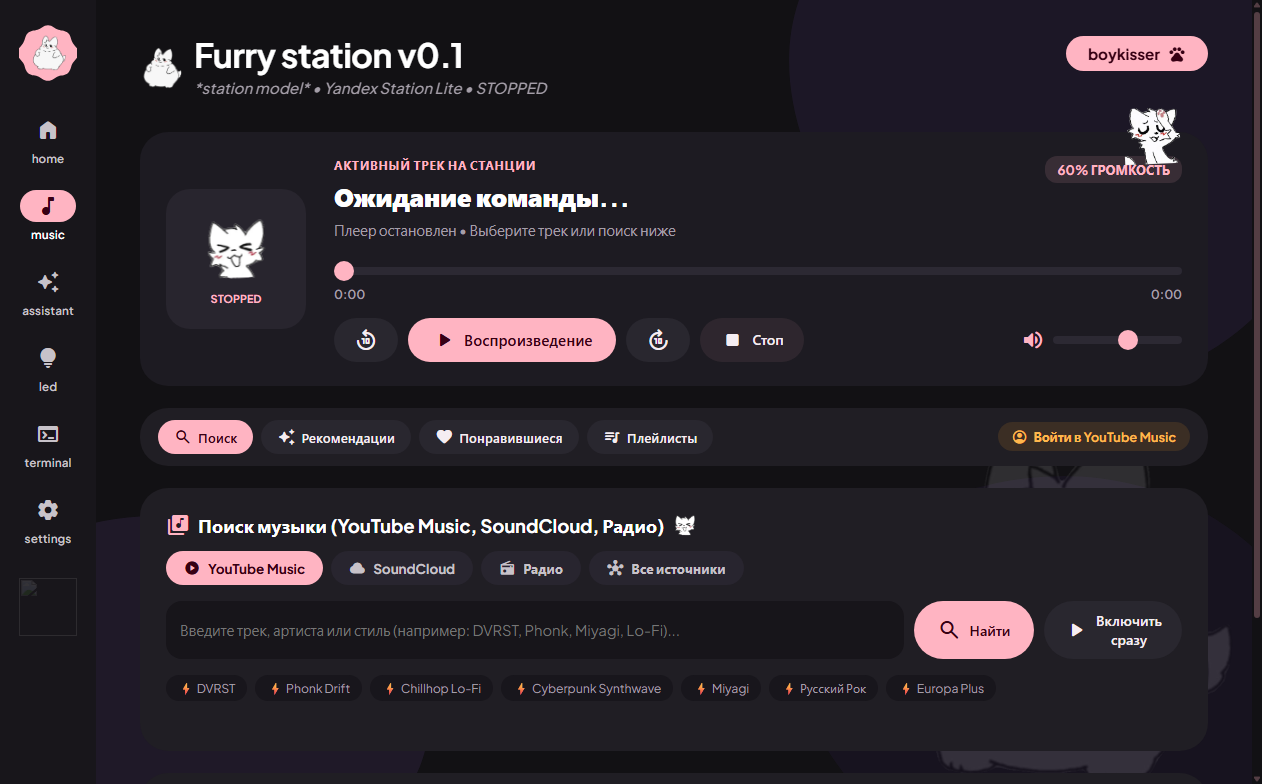 Furry station v0.1
*station model* • Yandex Station Lite • STOPPED
boykisser
home
music
assistant
led
terminal
settings
АКТИВНЫЙ ТРЕК НА СТАНЦИИ
60% ГРОМКОСТЬ
Ожидание команды...
Плеер остановлен • Выберите трек или поиск ниже
STOPPED
0:00
0:00
10
Воспроизведение
10
Стоп
Поиск
Рекомендации
Понравившиеся
Плейлисты
Войти в YouTube Music
Поиск музыки (YouTube Music, SoundCloud, Радио)
YouTube Music
SoundCloud
Радио
Все источники
Введите трек, артиста или стиль (например: DVRST, Phonk, Miyagi, Lo-Fi)...
Найти
Включить
сразу
DVRST
Phonk Drift
Chillhop Lo-Fi
Cyberpunk Synthwave
Miyagi
Русский Рок
Europa Plus